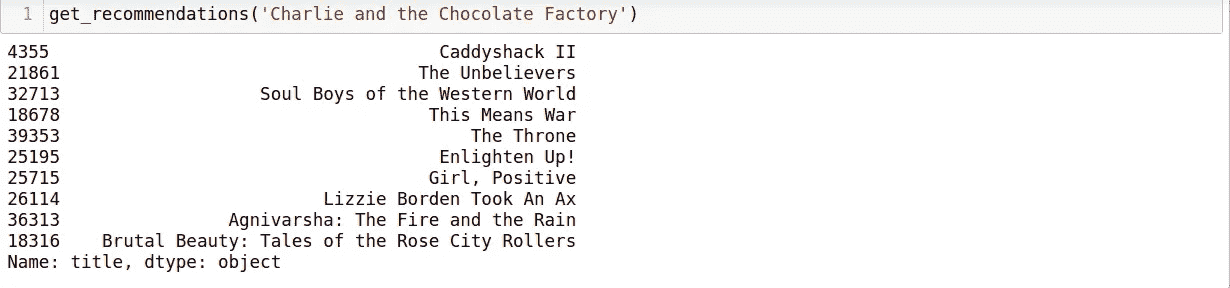 1 get_recommendations('Charlie and the Chocolate Factory')
4355 Caddyshack II
21861 The Unbelievers
32713 Soul Boys of the Western World
18678 This Means War
39353 The Throne
25195 Enlighten Up!
25715 Girl, Positive
26114 Lizzie Borden Took An Ax
36313 Agnivarsha: The Fire and the Rain
18316 Brutal Beauty: Tales of the Rose City Rollers
Name: title, dtype: object